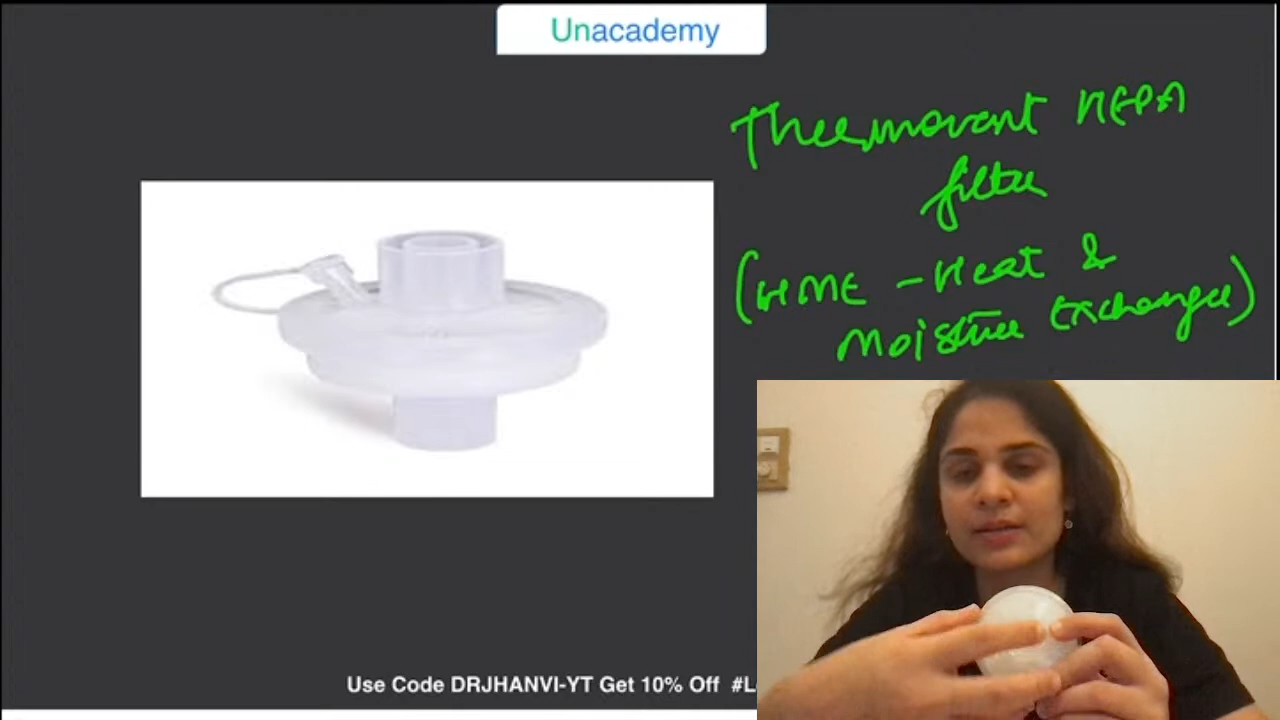 Unacademy
Thermovent HEPA
filter
(HME - Heat &
Moisture Exchanger)
Use Code DRJHANVI-YT Get 10% Off #L